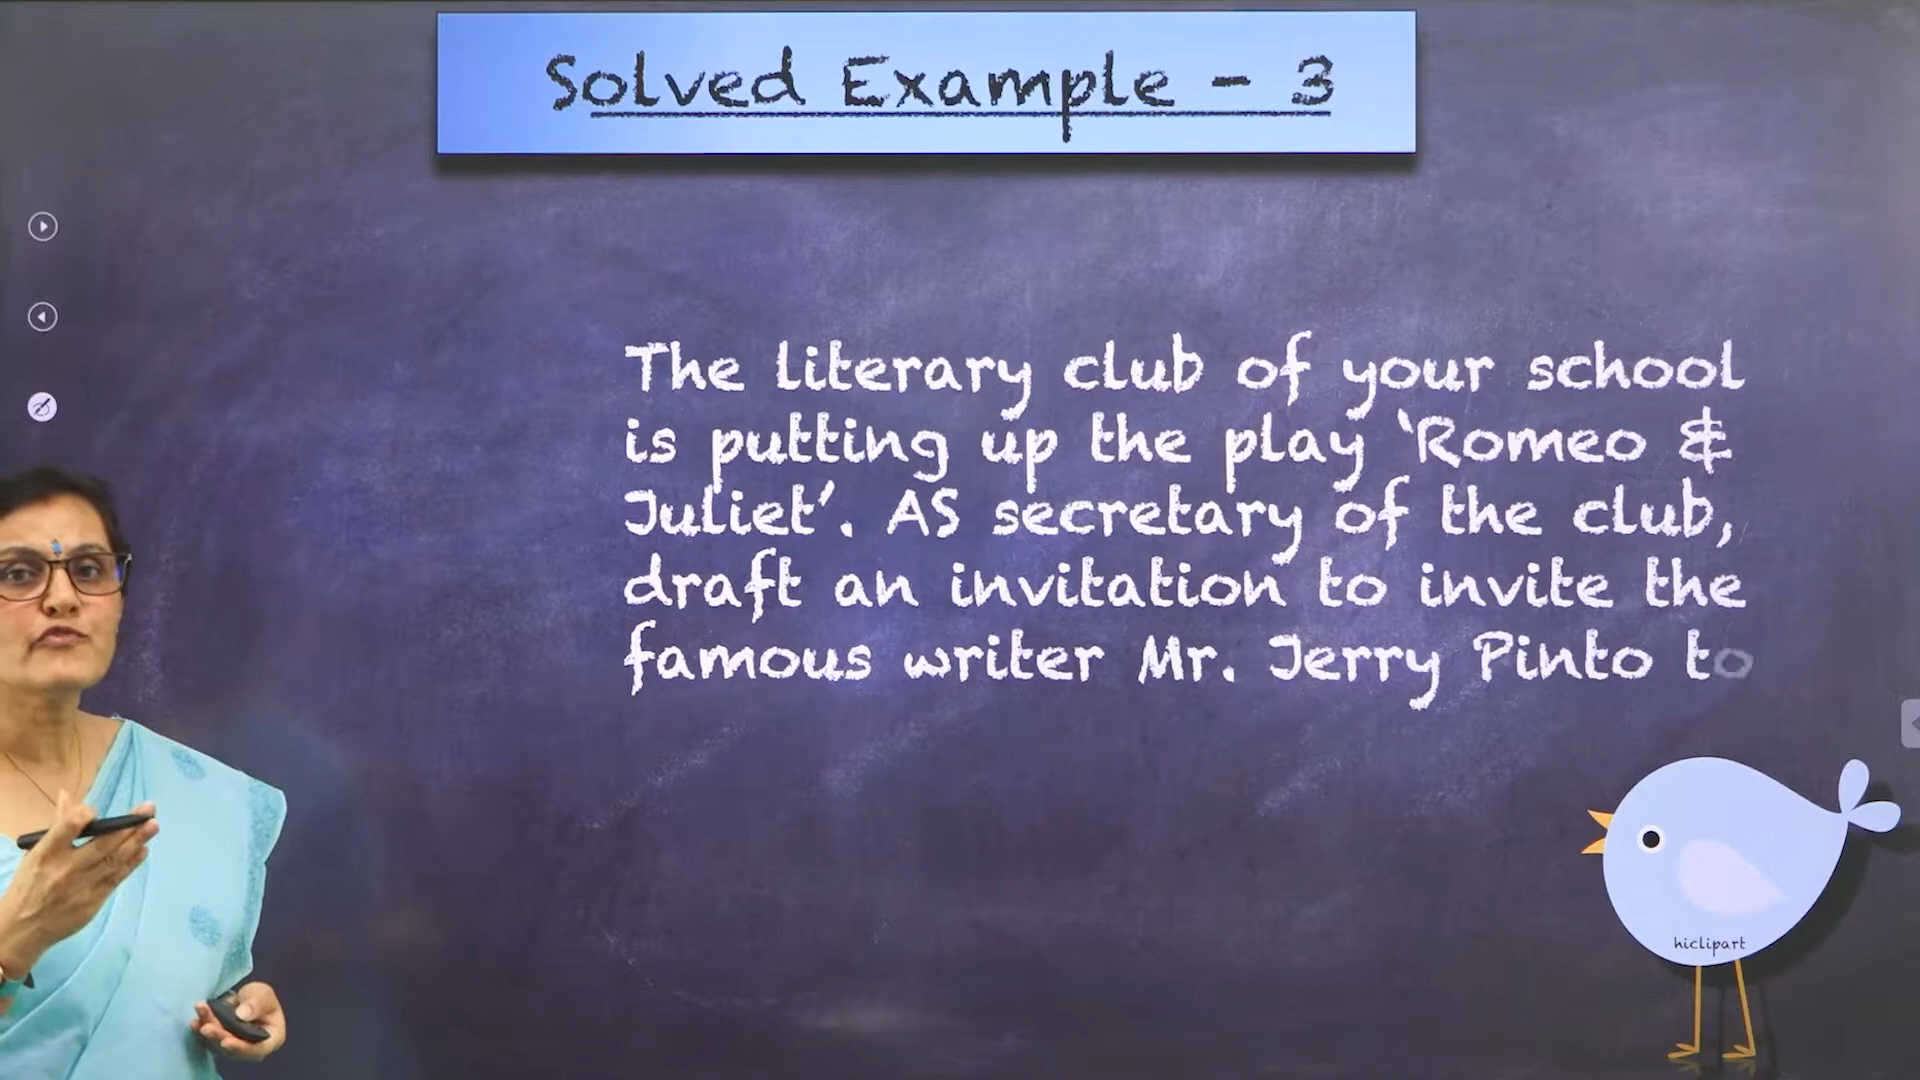 Solved Example - 3
The literary club of your school
is putting up the play ‘Romeo &
Juliet’. AS secretary of the club,
draft an invitation to invite the
famous writer Mr. Jerry Pinto to
hiclipart